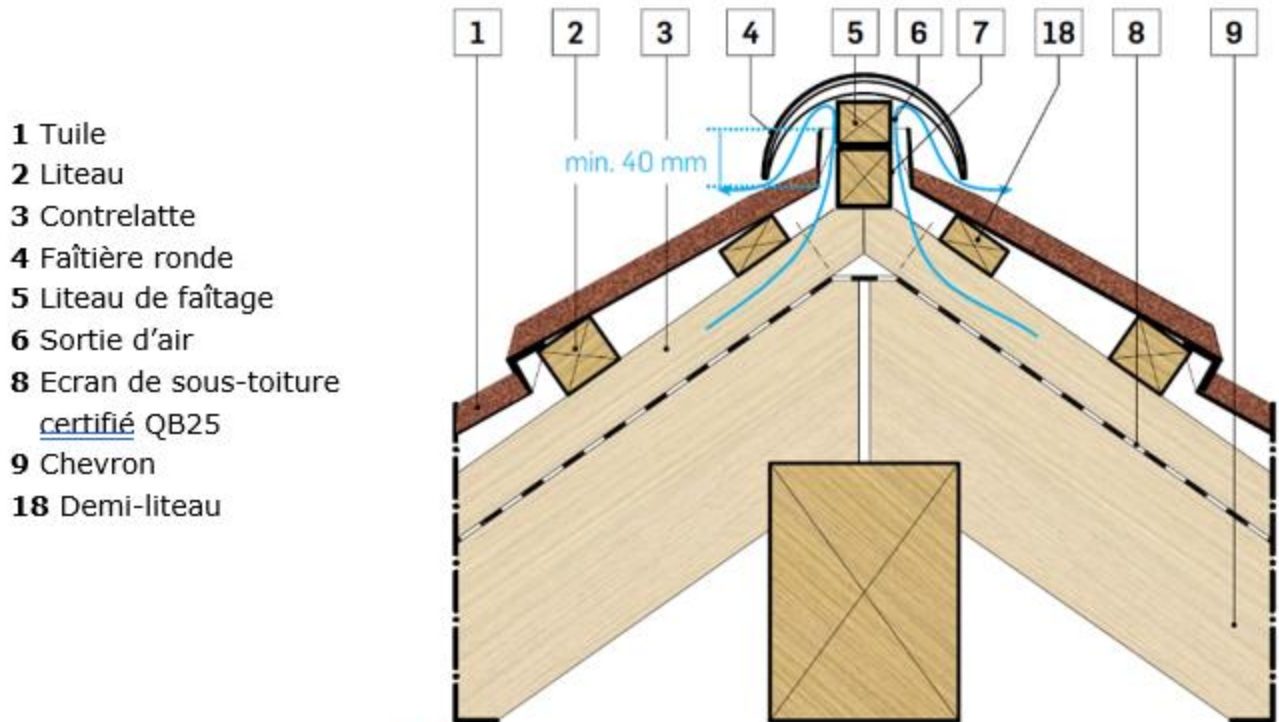 1 2 3 4 5 6 7 18 8 9
1 Tuile
2 Liteau
3 Contrelatte
4 Faîtière ronde
5 Liteau de faîtage
6 Sortie d’air
8 Ecran de sous-toiture
certifié QB25
9 Chevron
18 Demi-liteau
min. 40 mm